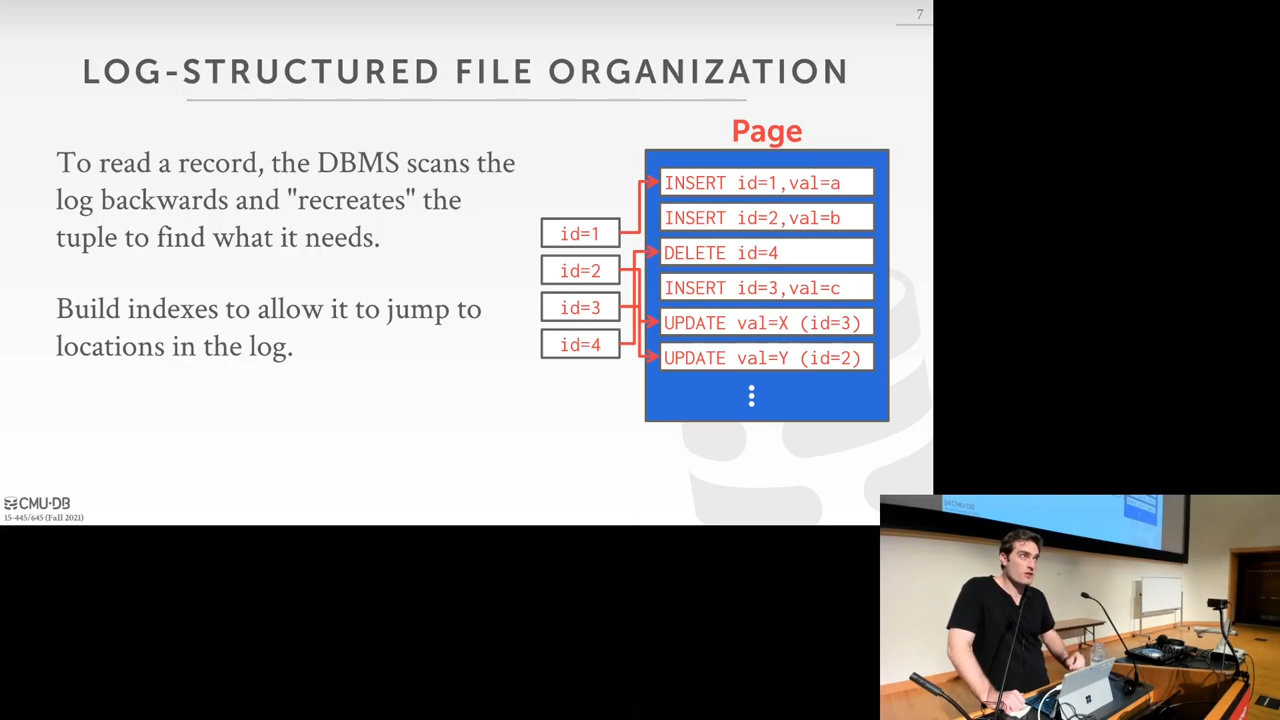 7
LOG-STRUCTURED FILE ORGANIZATION
To read a record, the DBMS scans the
log backwards and "recreates" the
tuple to find what it needs.
Build indexes to allow it to jump to
locations in the log.
id=1
id=2
id=3
id=4
Page
INSERT id=1,val=a
INSERT id=2,val=b
DELETE id=4
INSERT id=3,val=c
UPDATE val=X (id=3)
UPDATE val=Y (id=2)
CMU·DB
15-445/645 (Fall 2021)